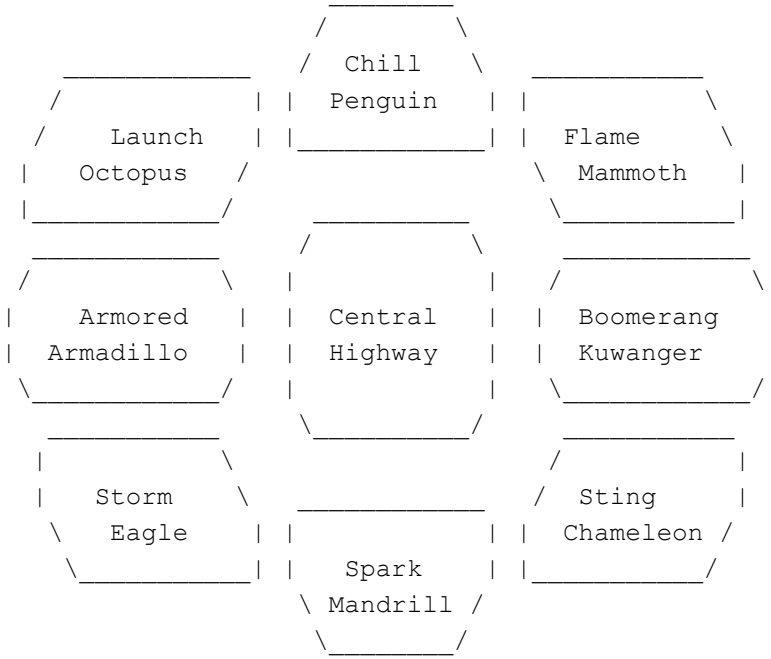 Chill
Penguin
Launch
Octopus
Flame
Mammoth
Armored
Armadillo
Central
Highway
Boomerang
Kuwanger
Storm
Eagle
Sting
Chameleon
Spark
Mandrill